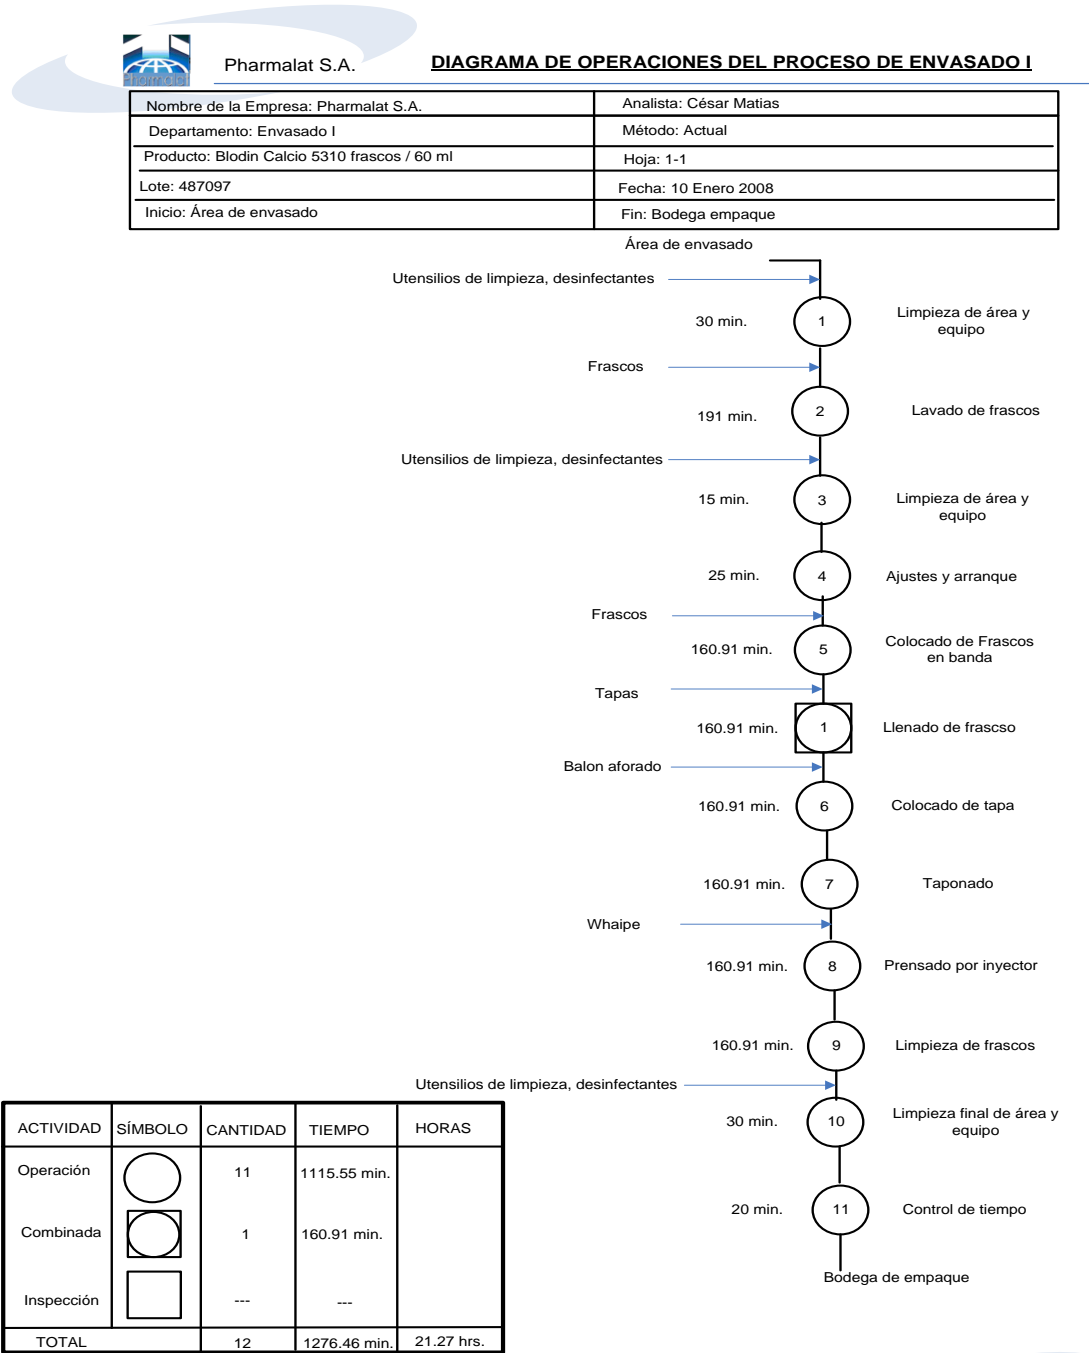 Pharmalat
Pharmalat S.A.
DIAGRAMA DE OPERACIONES DEL PROCESO DE ENVASADO I
Nombre de la Empresa: Pharmalat S.A.
Analista: César Matias
Departamento: Envasado I
Método: Actual
Producto: Blodin Calcio 5310 frascos / 60 ml
Hoja: 1-1
Lote: 487097
Fecha: 10 Enero 2008
Inicio: Área de envasado
Fin: Bodega empaque
Área de envasado
Utensilios de limpieza, desinfectantes
30 min.
1
Limpieza de área y
equipo
Frascos
191 min.
2
Lavado de frascos
Utensilios de limpieza, desinfectantes
15 min.
3
Limpieza de área y
equipo
25 min.
4
Ajustes y arranque
Frascos
160.91 min.
5
Colocado de Frascos
en banda
Tapas
160.91 min.
1
Llenado de frascso
Balon aforado
160.91 min.
6
Colocado de tapa
160.91 min.
7
Taponado
Whaipe
160.91 min.
8
Prensado por inyector
160.91 min.
9
Limpieza de frascos
Utensilios de limpieza, desinfectantes
30 min.
10
Limpieza final de área y
equipo
20 min.
11
Control de tiempo
Bodega de empaque
ACTIVIDAD SÍMBOLO CANTIDAD TIEMPO HORAS
Operación 11 1115.55 min.
Combinada 1 160.91 min.
Inspección --- ---
TOTAL 12 1276.46 min. 21.27 hrs.